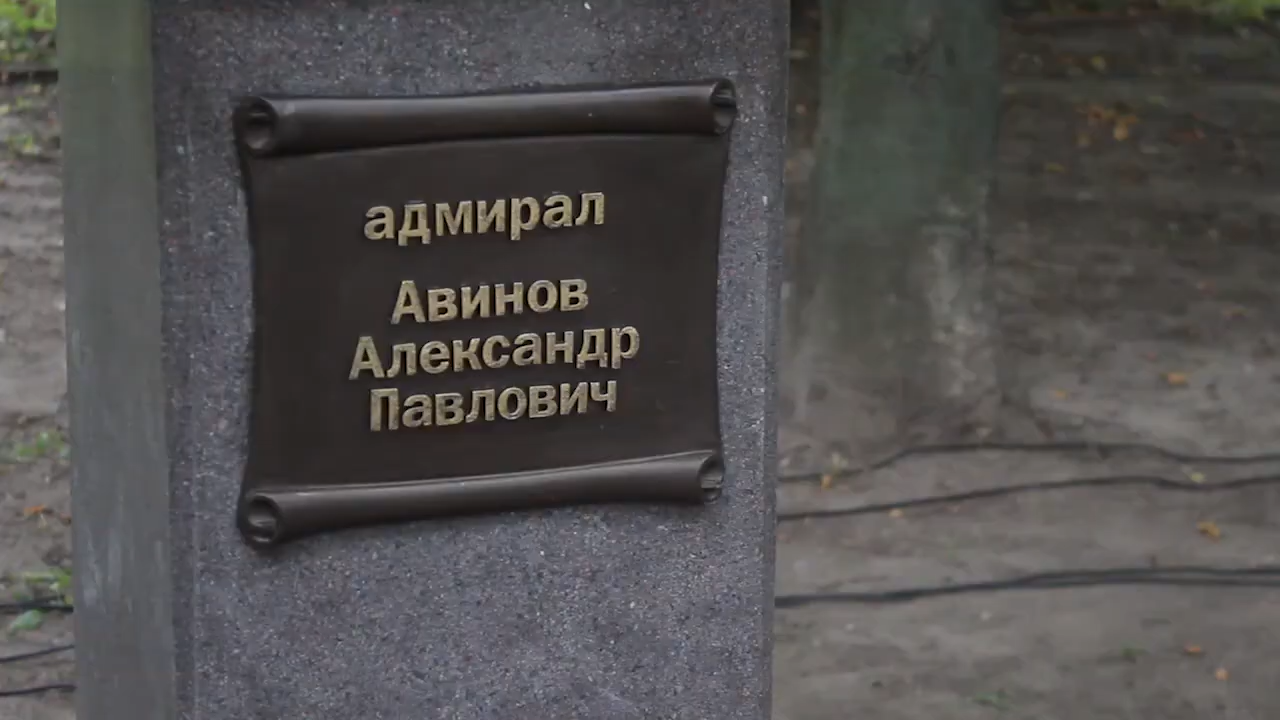 адмирал
Авинов
Александр
Павлович